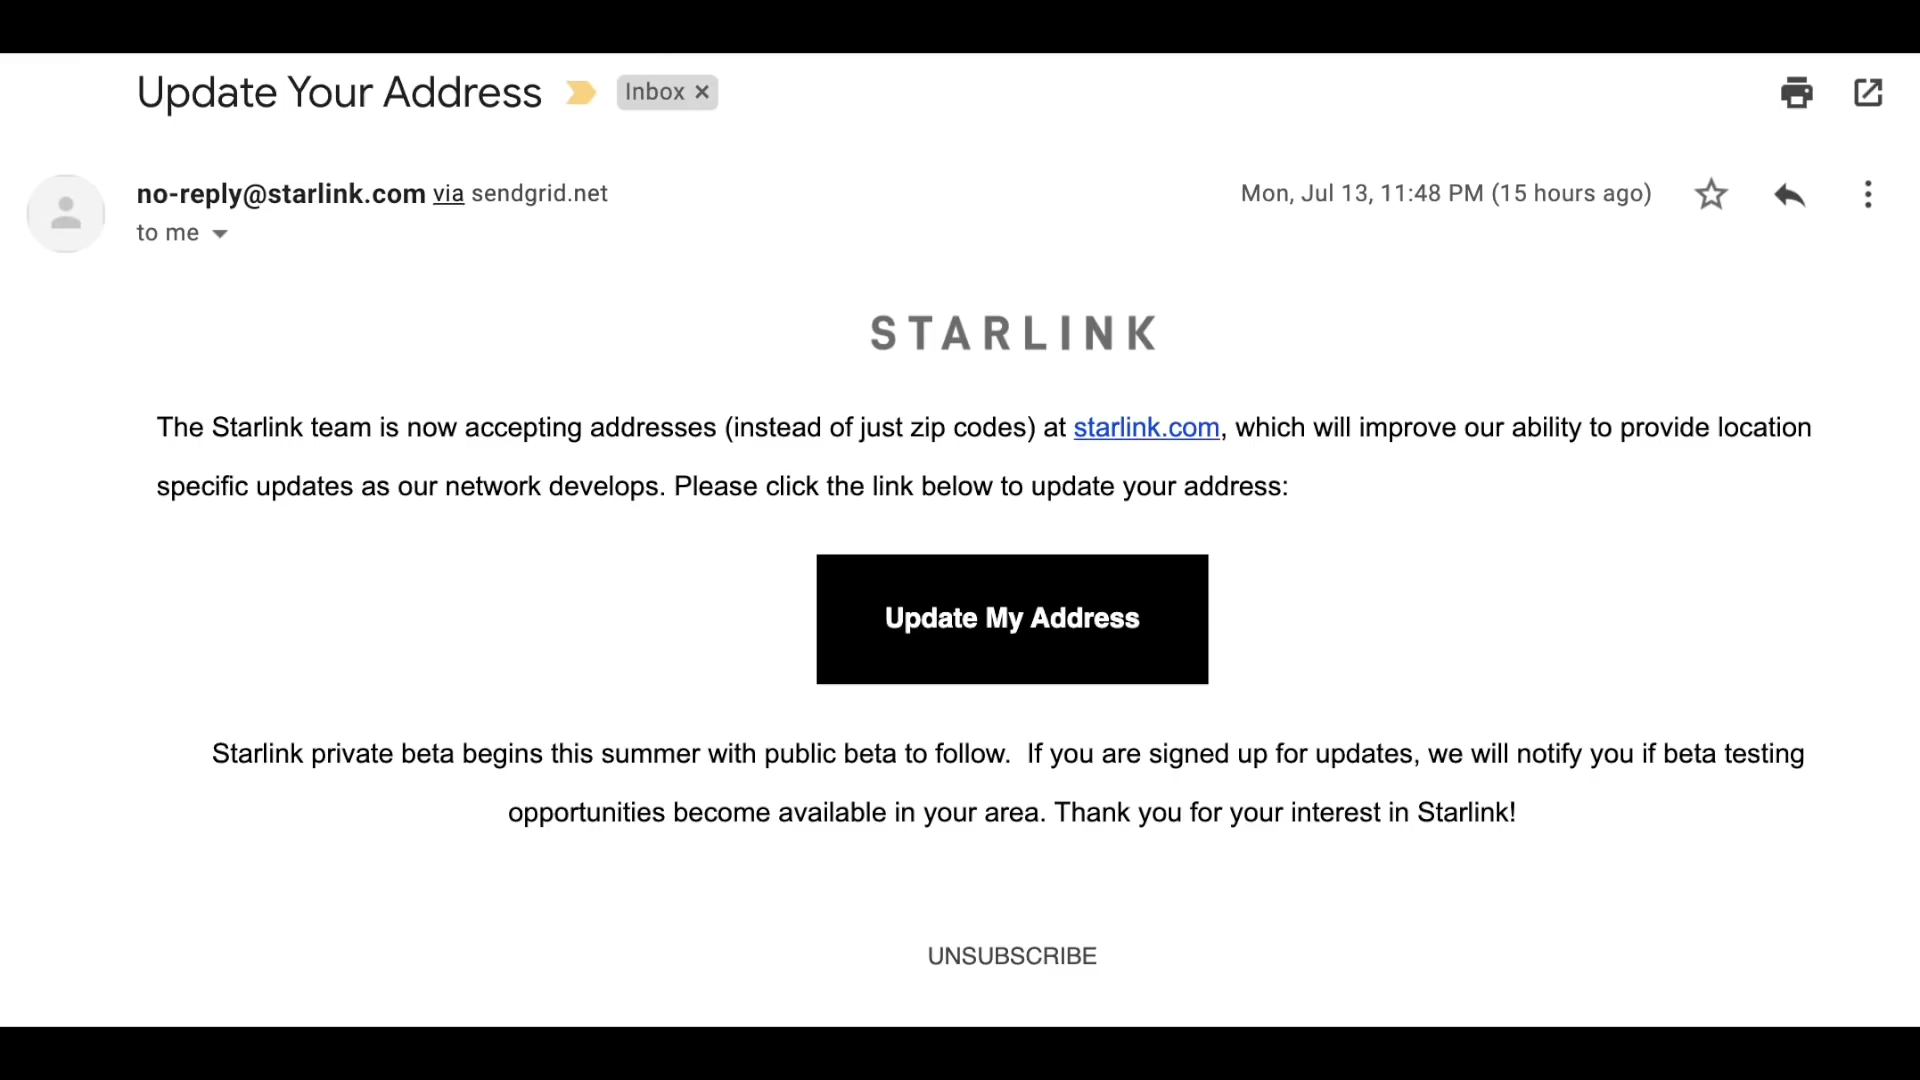 Update Your Address
Inbox ×
no-reply@starlink.com via sendgrid.net
Mon, Jul 13, 11:48 PM (15 hours ago)
to me
STARLINK
The Starlink team is now accepting addresses (instead of just zip codes) at starlink.com, which will improve our ability to provide location
specific updates as our network develops. Please click the link below to update your address:
Update My Address
Starlink private beta begins this summer with public beta to follow.  If you are signed up for updates, we will notify you if beta testing
opportunities become available in your area. Thank you for your interest in Starlink!
UNSUBSCRIBE